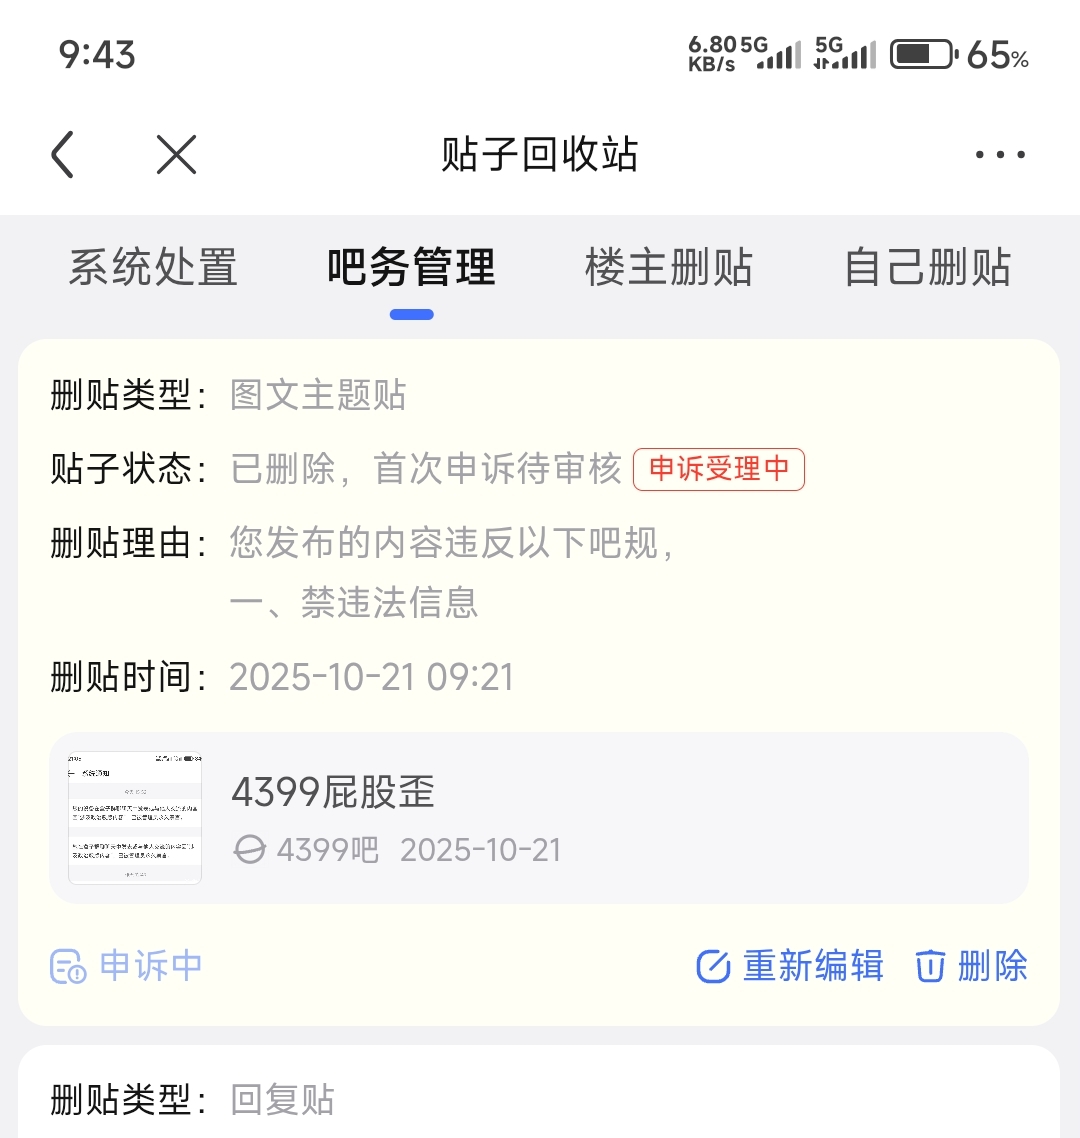 9:43
6.80 KB/s 5G 5G 65%
贴子回收站
系统处置 吧务管理 楼主删贴 自己删贴
删贴类型：图文主题贴
贴子状态：已删除，首次申诉待审核 申诉受理中
删贴理由：您发布的内容违反以下吧规，
一、禁违法信息
删贴时间：2025-10-21 09:21
系统通知
4399屁股歪
4399吧 2025-10-21
申诉中 重新编辑 删除
删贴类型：回复贴